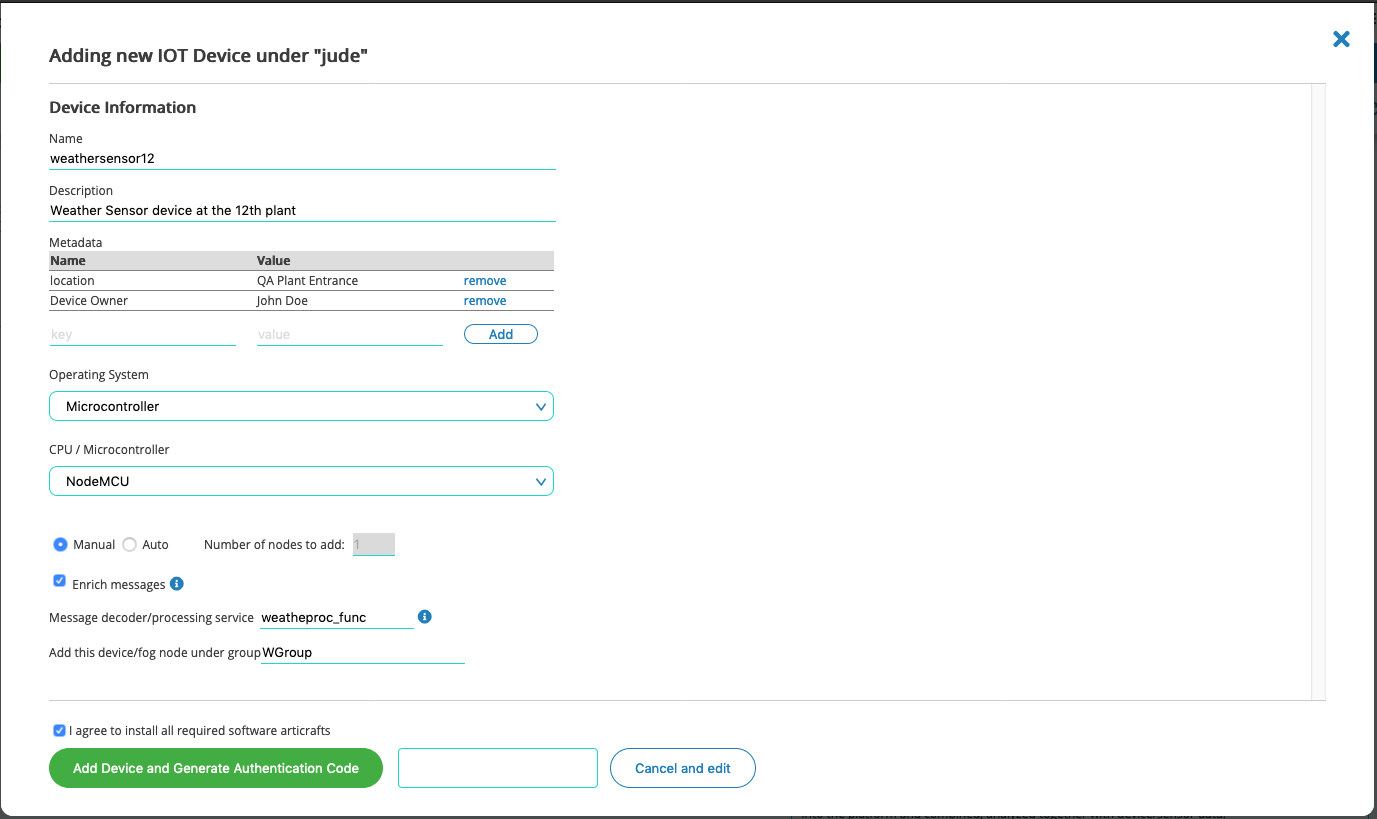 Adding new IOT Device under "jude"
Device Information
Name
weathersensor12
Description
Weather Sensor device at the 12th plant
Metadata
Name Value
location QA Plant Entrance remove
Device Owner John Doe remove
key value Add
Operating System
Microcontroller
CPU / Microcontroller
NodeMCU
Manual Auto Number of nodes to add: 1
Enrich messages
Message decoder/processing service weatheproc_func
Add this device/fog node under group WGroup
I agree to install all required software articrafts
Add Device and Generate Authentication Code Cancel and edit